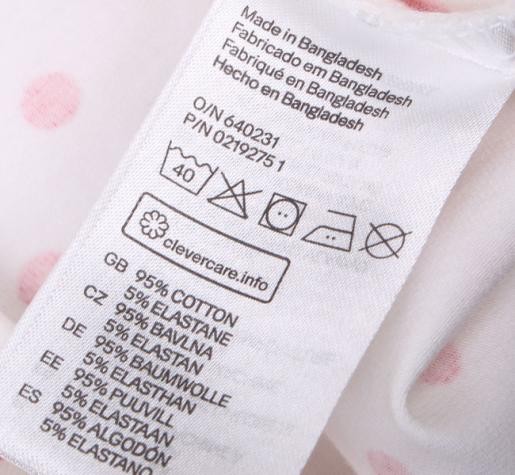 Made in Bangladesh
Fabricado em Bangladesh
Fabriqué en Bangladesh
Hecho en Bangladesh
O/N 640231
P/N 0219275 1
40
clevercare.info
GB 95% COTTON
5% ELASTANE
CZ 95% BAVLNA
5% ELASTAN
DE 95% BAUMWOLLE
5% ELASTHAN
EE 95% PUUVILL
5% ELASTAAN
ES 95% ALGODÓN
5% ELASTANO